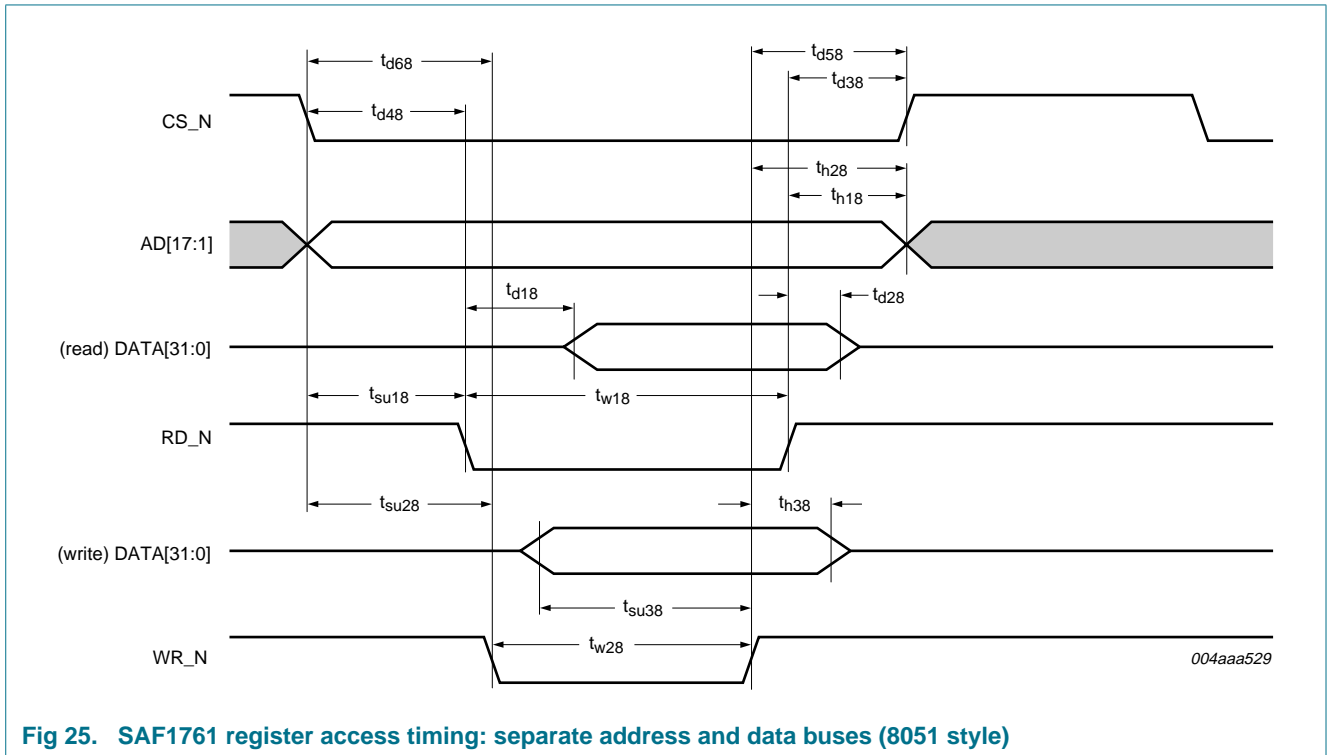 td68
td58
td38
CS_N
td48
th28
th18
AD[17:1]
td18
td28
(read) DATA[31:0]
tsu18
tw18
RD_N
tsu28
th38
(write) DATA[31:0]
tsu38
tw28
WR_N
004aaa529
Fig 25. SAF1761 register access timing: separate address and data buses (8051 style)